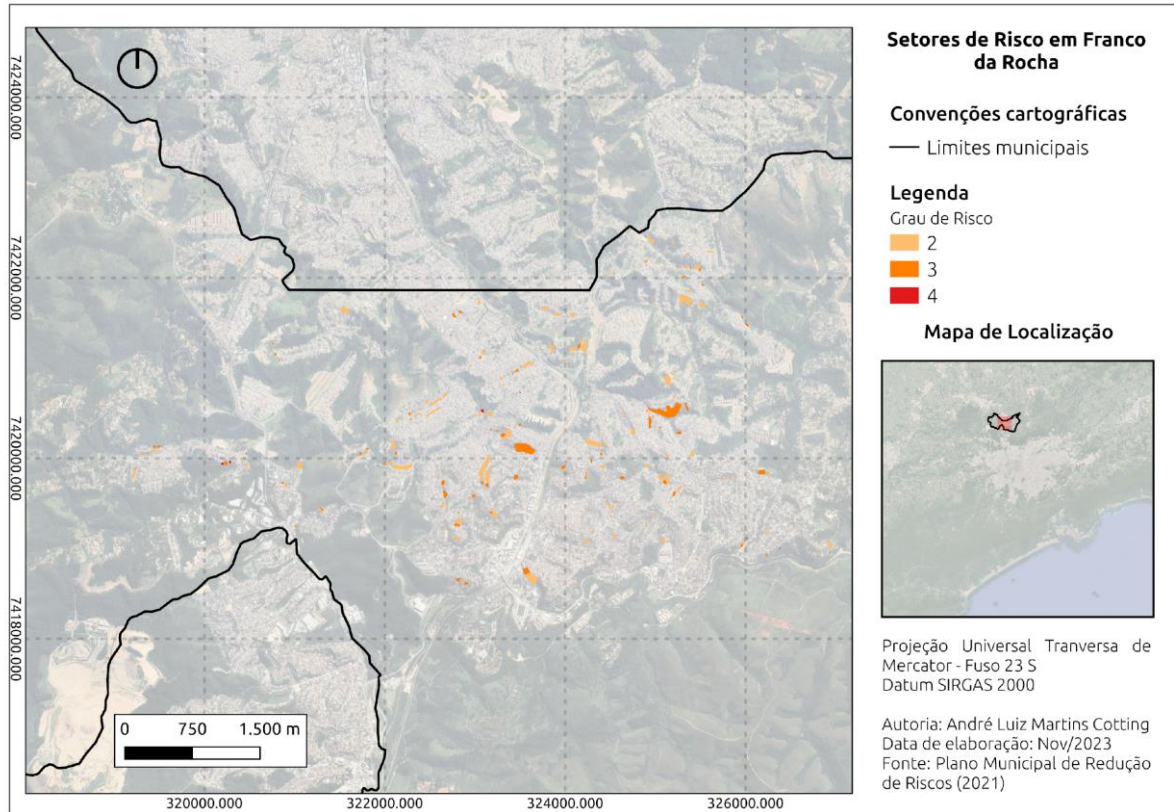 Setores de Risco em Franco
da Rocha
Convenções cartográficas
Limites municipais
Legenda
Grau de Risco
2
3
4
Mapa de Localização
Projeção Universal Tranversa de
Mercator - Fuso 23 S
Datum SIRGAS 2000
Autoria: André Luiz Martins Cotting
Data de elaboração: Nov/2023
Fonte: Plano Municipal de Redução
de Riscos (2021)
7424000.000
7422000.000
7420000.000
7418000.000
0 750 1.500 m
320000.000 322000.000 324000.000 326000.000